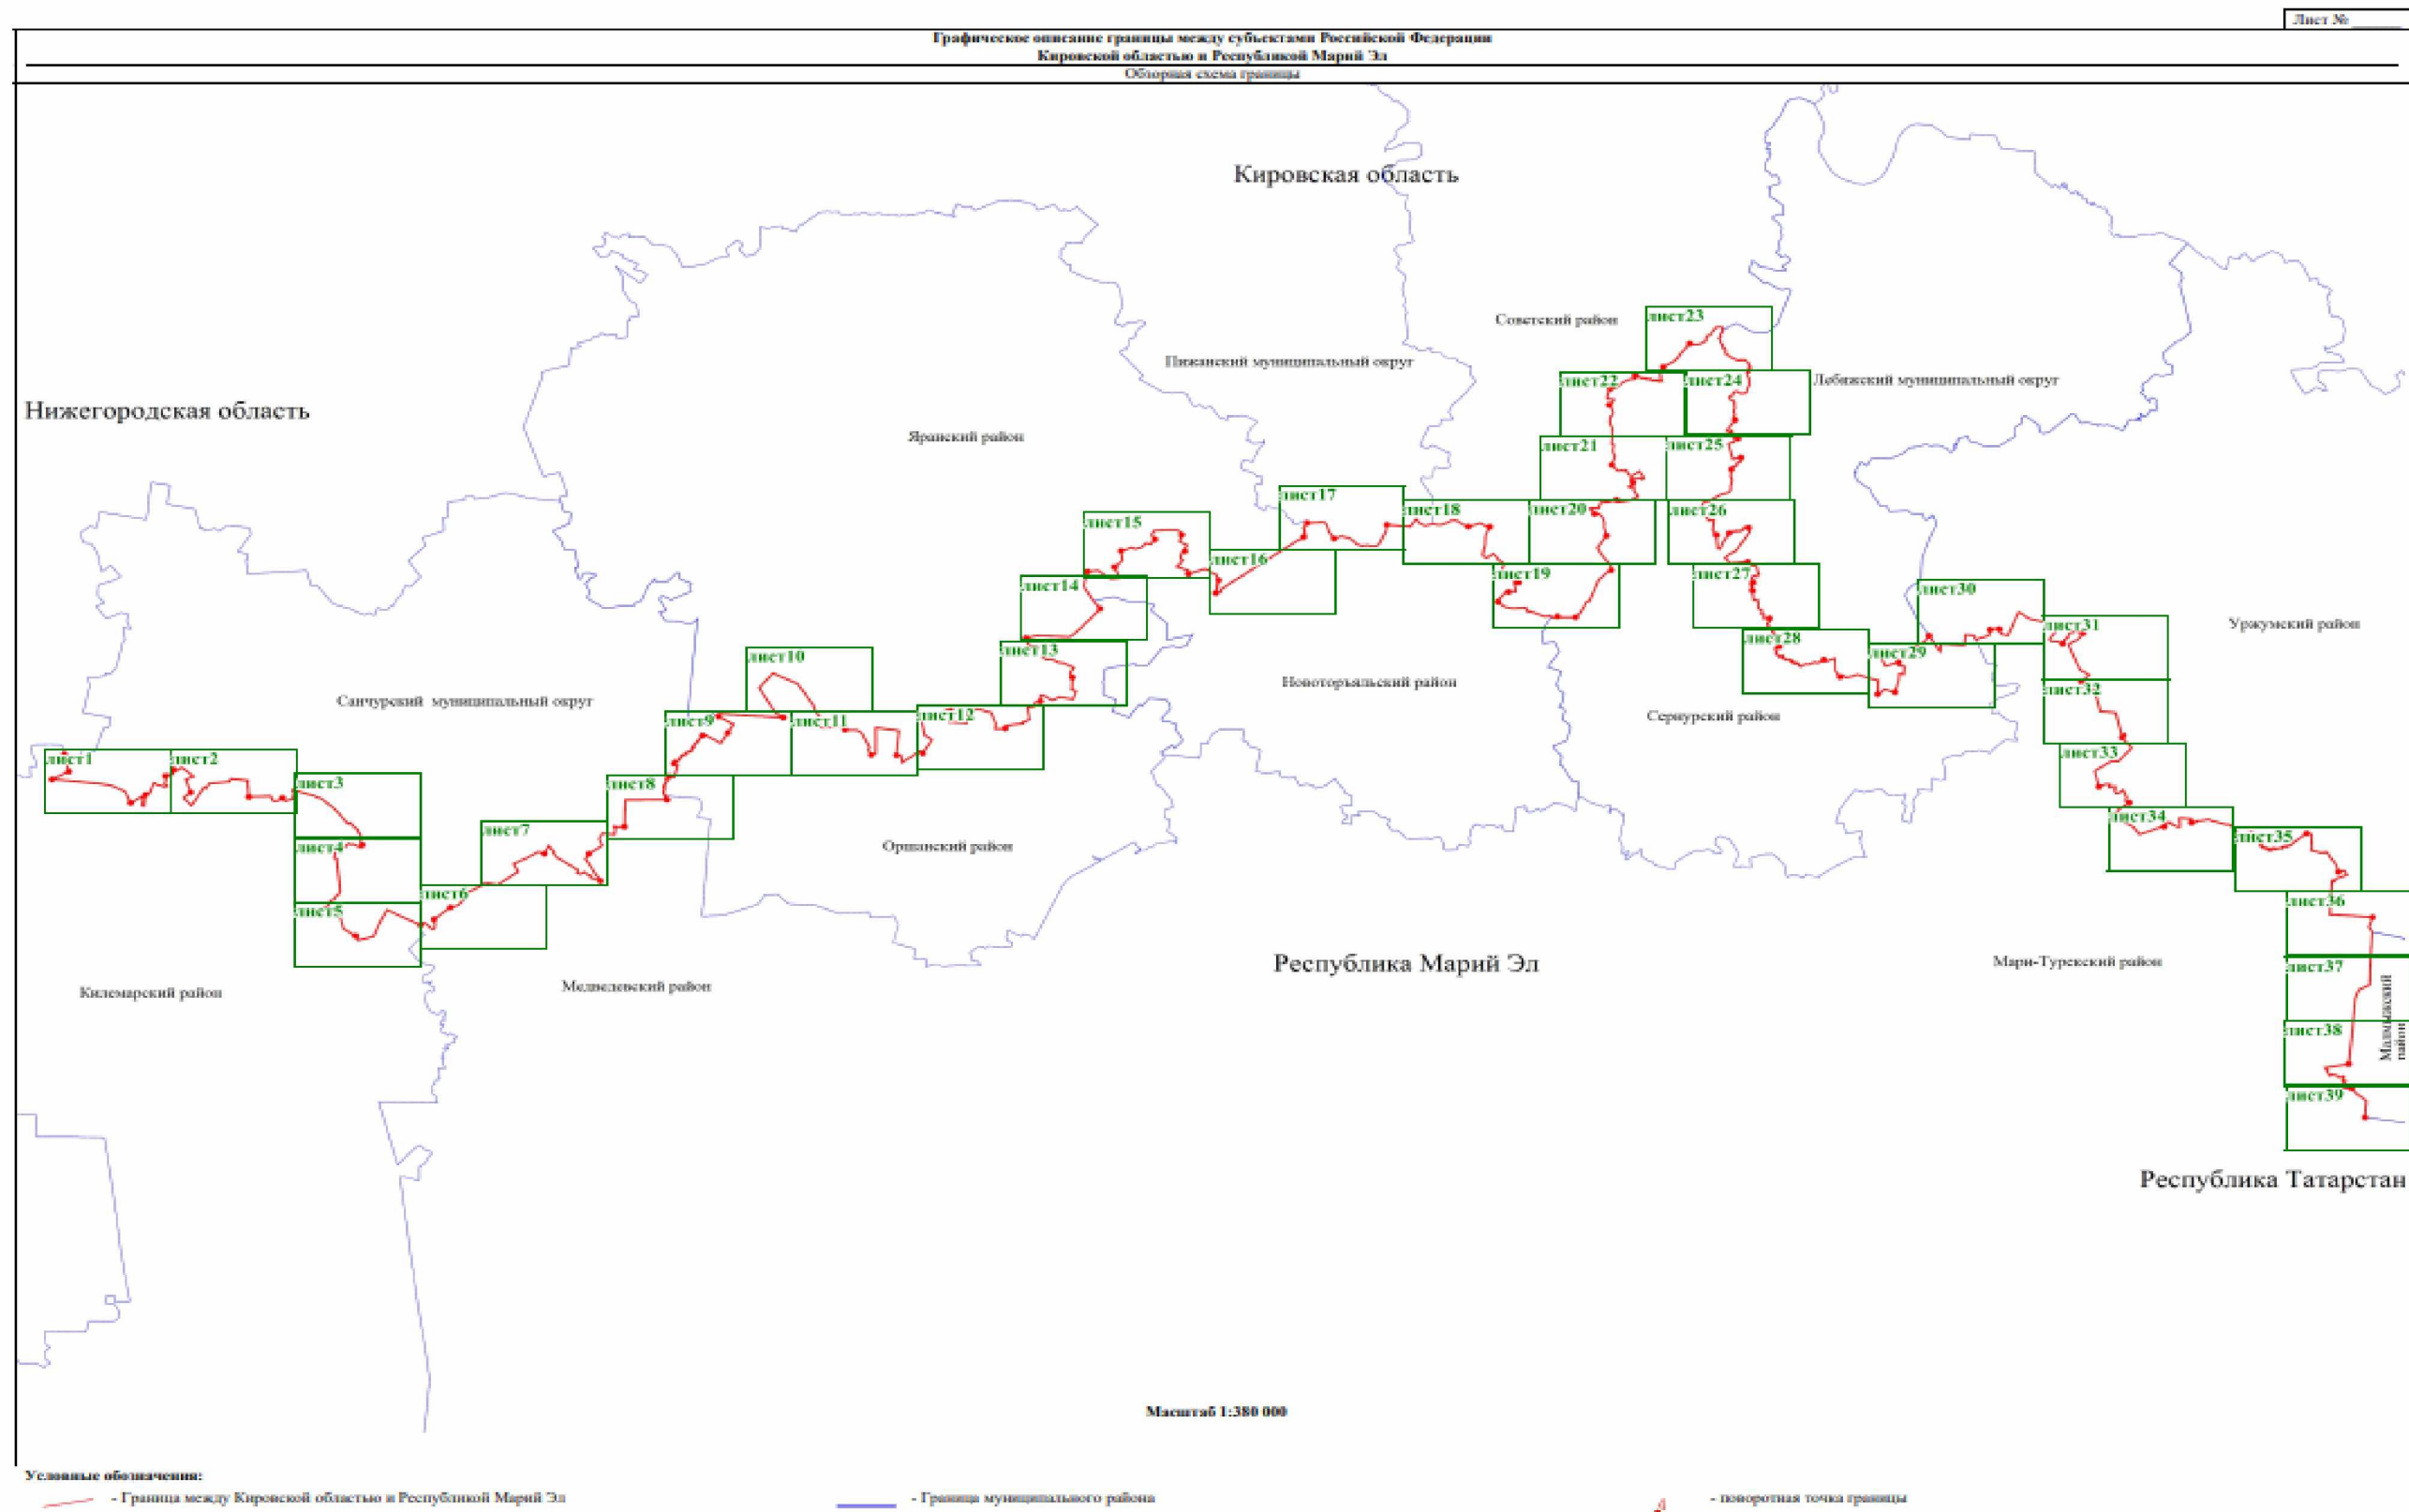 Лист №
Графическое описание границы между субъектами Российской Федерации
Кировской областью и Республикой Марий Эл
Обзорная схема границы
Кировская область
Советский район
лист23
Пижанский муниципальный округ
лист22
лист24
Лебяжский муниципальный округ
Нижегородская область
Яранский район
лист21
лист25
лист17
лист18
лист20
лист26
лист15
лист16
лист19
лист27
лист14
лист30
Уржумский район
лист31
лист28
лист13
лист29
лист10
Новоторъяльский район
лист32
Санчурский муниципальный округ
Сернурский район
лист9
лист11
лист12
лист33
лист1
лист2
лист3
лист8
лист34
лист7
лист35
Оршанский район
лист4
лист6
лист36
лист5
Республика Марий Эл
Мари-Турекский район
лист37
Килемарский район
Медведевский район
Малмыжский
район
лист38
лист39
Республика Татарстан
Масштаб 1:380 000
Условные обозначения:
- Граница между Кировской областью и Республикой Марий Эл
- Граница муниципального района
- поворотная точка границы